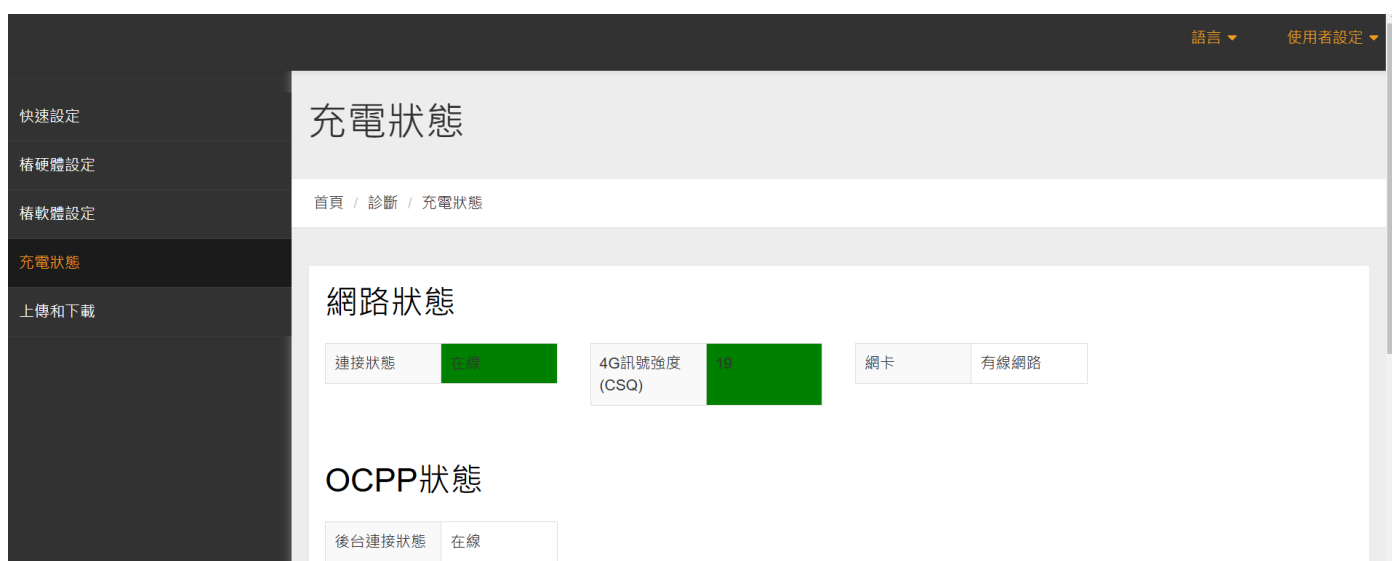 語言 使用者設定
快速設定
樁硬體設定
樁軟體設定
充電狀態
上傳和下載
充電狀態
首頁 / 診斷 / 充電狀態
網路狀態
連接狀態 在線
4G訊號強度 (CSQ) 19
網卡 有線網路
OCPP狀態
後台連接狀態 在線